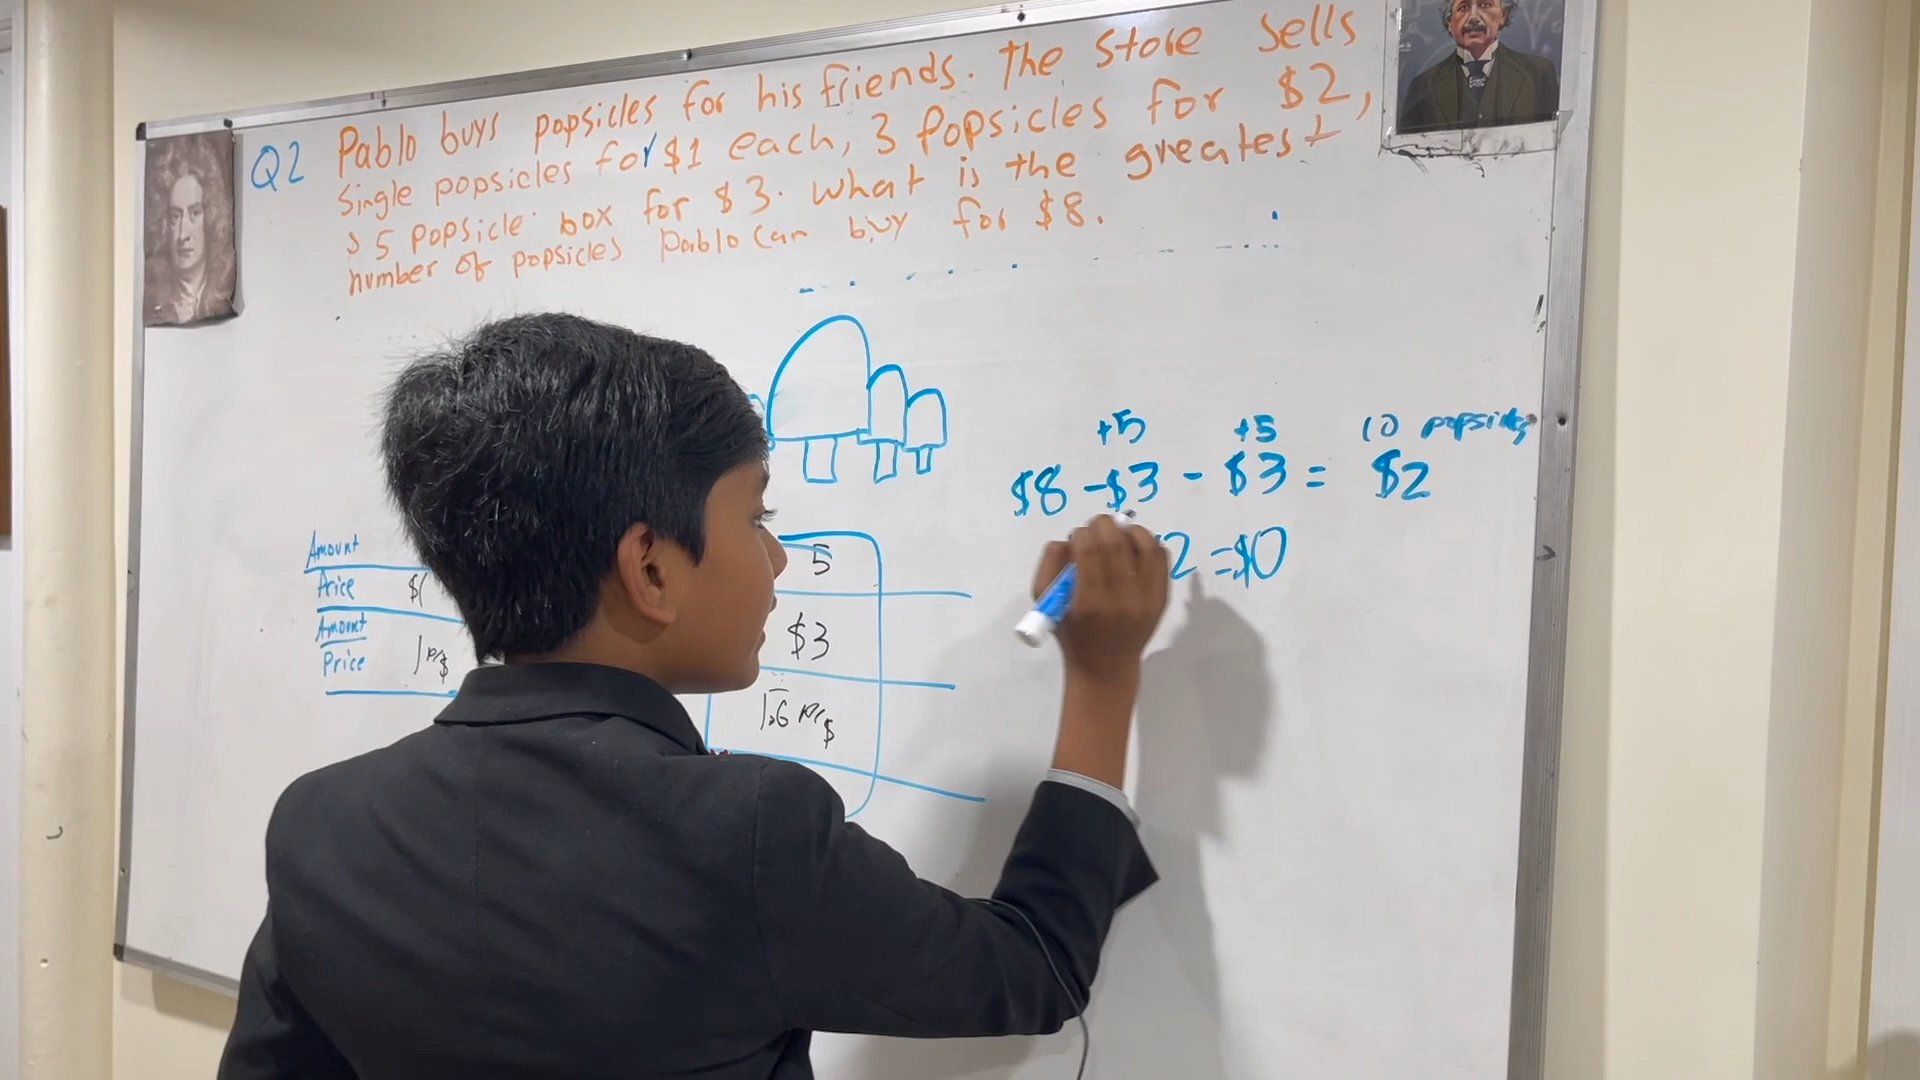 Q2 Pablo buys popsicles for his friends. The store sells
Single popsicles for $1 each, 3 Popsicles for $2,
5 popsicle box for $3. What is the greatest
number of popsicles Pablo can buy for $8.
+5 +5 10 popsicles
$8 - $3 - $3 = $2
2 = $0
Amount 5
Price $1 $3
Amount
Price 1 P/$ 1.6 P/$